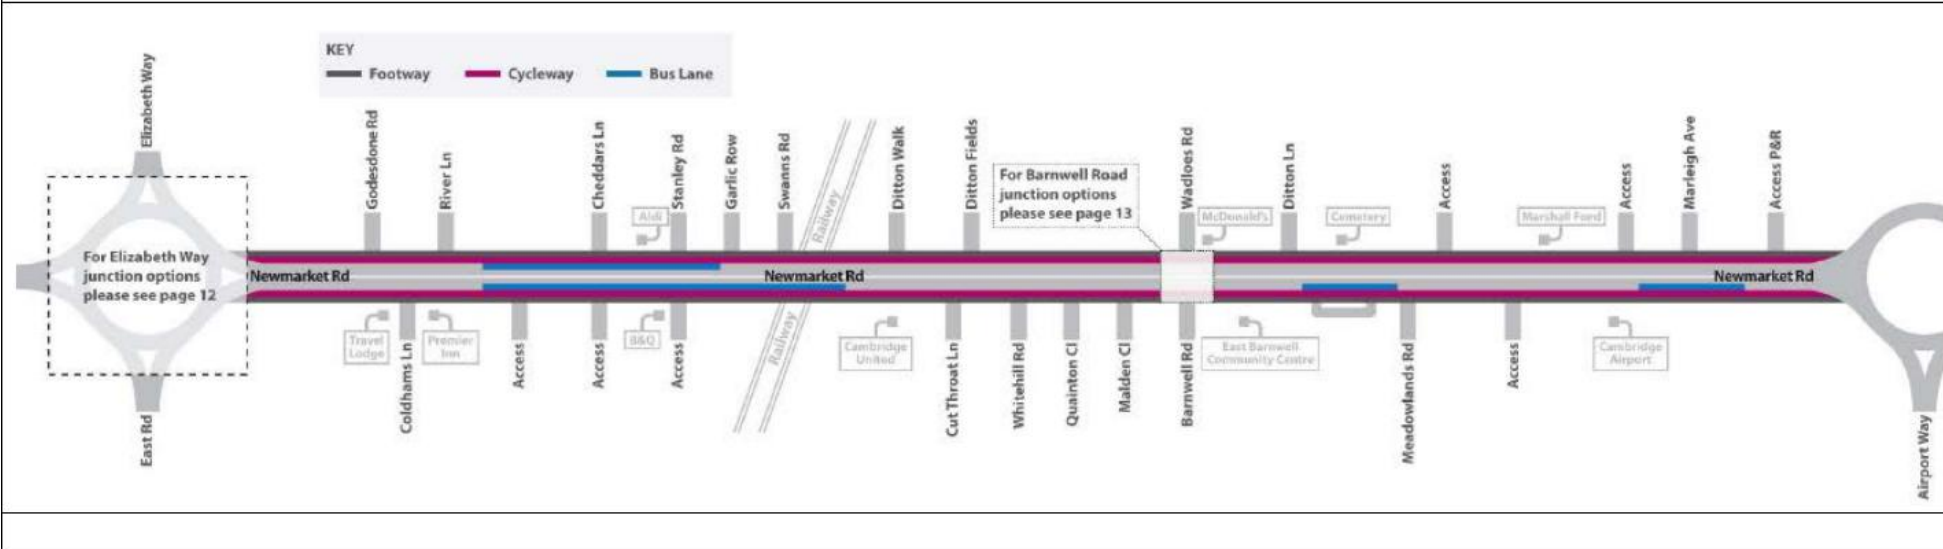 KEY
Footway
Cycleway
Bus Lane
Elizabeth Way
Godesdone Rd
River Ln
Cheddars Ln
Aldi
Stanley Rd
Garlic Row
Swanns Rd
Railway
Ditton Walk
Ditton Fields
For Barnwell Road
junction options
please see page 13
Wadloes Rd
McDonald's
Ditton Ln
Cemetery
Access
Marshall Ford
Access
Marleigh Ave
Access P&R
For Elizabeth Way
junction options
please see page 12
Newmarket Rd
Newmarket Rd
Newmarket Rd
East Rd
Travel
Lodge
Coldhams Ln
Premier
Inn
Access
Access
B&Q
Access
Railway
Cambridge
United
Cut Throat Ln
Whitehill Rd
Quainton Cl
Malden Cl
Barnwell Rd
East Barnwell
Community Centre
Meadowlands Rd
Access
Cambridge
Airport
Airport Way